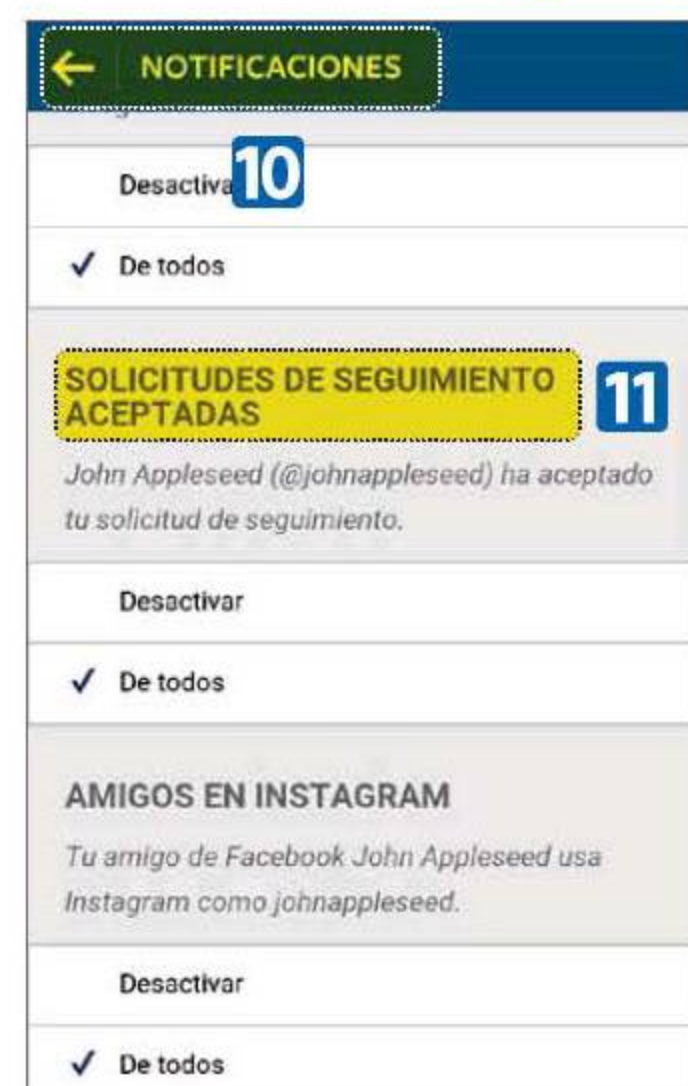 ← NOTIFICACIONES
Desactiva
10
✓ De todos
SOLICITUDES DE SEGUIMIENTO
ACEPTADAS
11
John Appleseed (@johnappleseed) ha aceptado
tu solicitud de seguimiento.
Desactivar
✓ De todos
AMIGOS EN INSTAGRAM
Tu amigo de Facebook John Appleseed usa
Instagram como johnappleseed.
Desactivar
✓ De todos